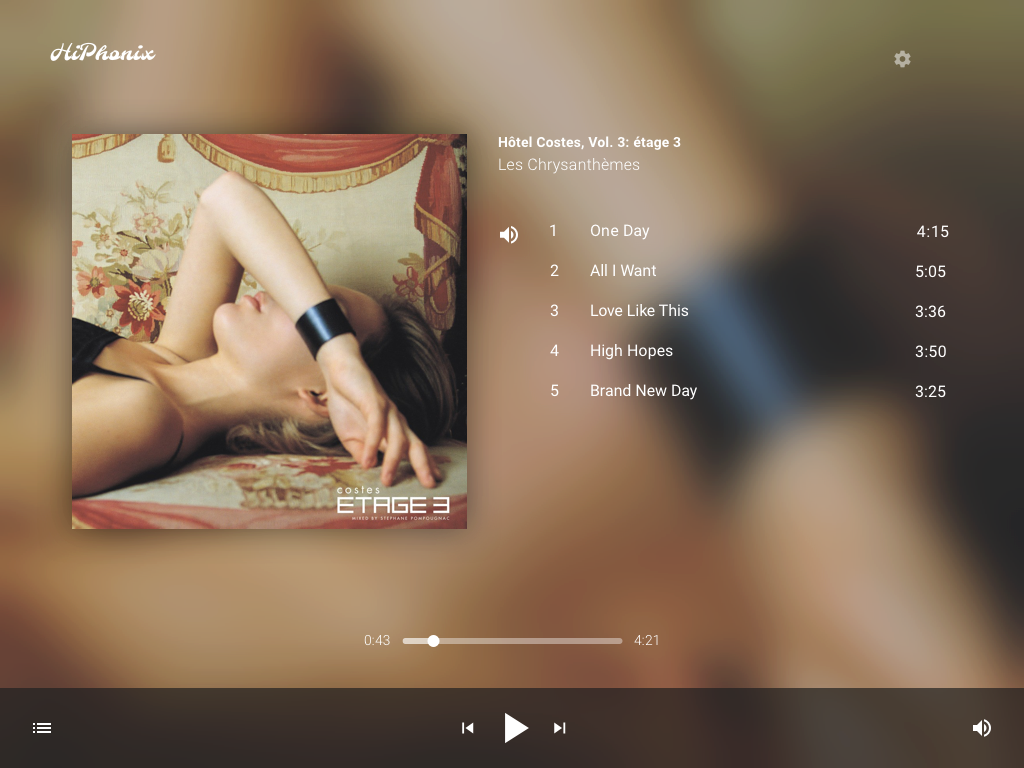 HiPhonix
Hôtel Costes, Vol. 3: étage 3
Les Chrysanthèmes
1 One Day 4:15
2 All I Want 5:05
3 Love Like This 3:36
4 High Hopes 3:50
5 Brand New Day 3:25
costes
ETAGE 3
MIXED BY STEPHANE POMPOUGNAC
0:43 4:21